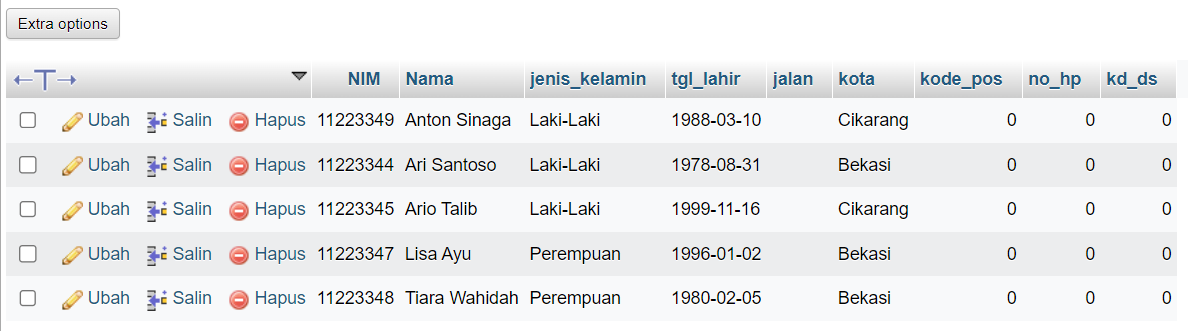 Extra options
←T→ NIM Nama jenis_kelamin tgl_lahir jalan kota kode_pos no_hp kd_ds
Ubah Salin Hapus 11223349 Anton Sinaga Laki-Laki 1988-03-10 Cikarang 0 0 0
Ubah Salin Hapus 11223344 Ari Santoso Laki-Laki 1978-08-31 Bekasi 0 0 0
Ubah Salin Hapus 11223345 Ario Talib Laki-Laki 1999-11-16 Cikarang 0 0 0
Ubah Salin Hapus 11223347 Lisa Ayu Perempuan 1996-01-02 Bekasi 0 0 0
Ubah Salin Hapus 11223348 Tiara Wahidah Perempuan 1980-02-05 Bekasi 0 0 0